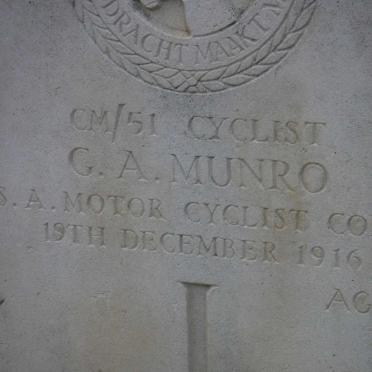 DRACHT MAAKT M
CM/51 CYCLIST
G. A. MUNRO
S. A. MOTOR CYCLIST CO
19TH DECEMBER 1916
AG